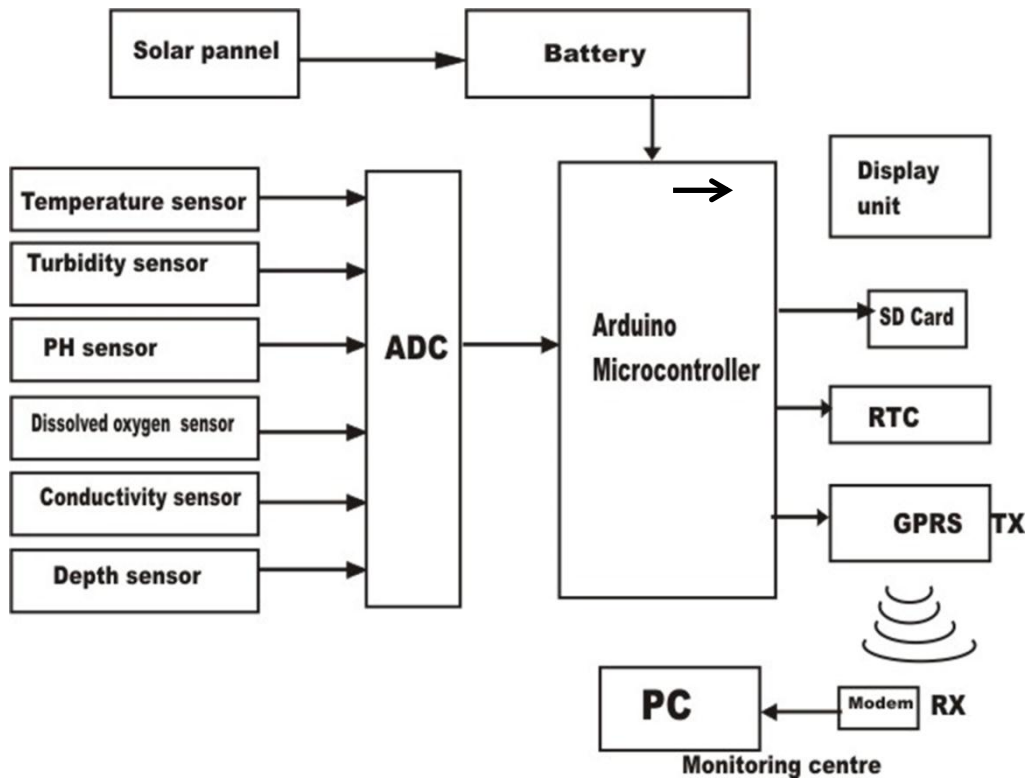 Solar pannel
Battery
Temperature sensor
Turbidity sensor
PH sensor
Dissolved oxygen sensor
Conductivity sensor
Depth sensor
ADC
Arduino
Microcontroller
Display
unit
SD Card
RTC
GPRS TX
PC
Modem RX
Monitoring centre